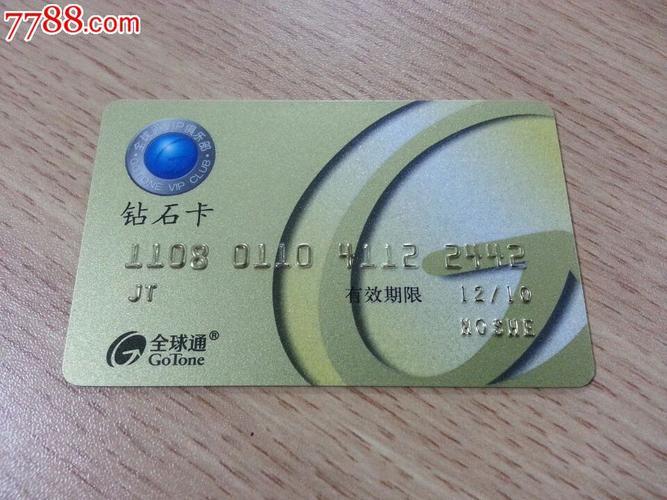 7788.com
全球通VIP俱乐部
GOTONE VIP CLUB
钻石卡
1108 0110 4112 2442
JT 有效期限 12/10
MOSHE
全球通®
GoTone